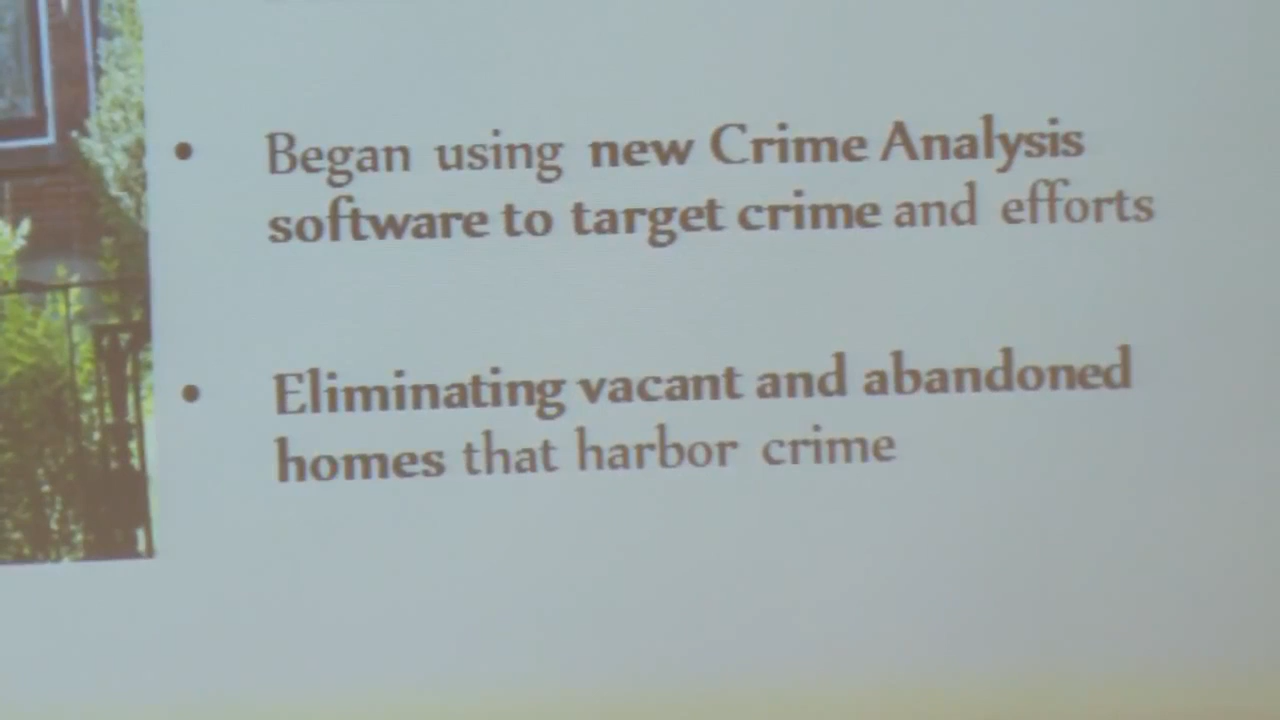 • Began using new Crime Analysis
software to target crime and efforts
• Eliminating vacant and abandoned
homes that harbor crime